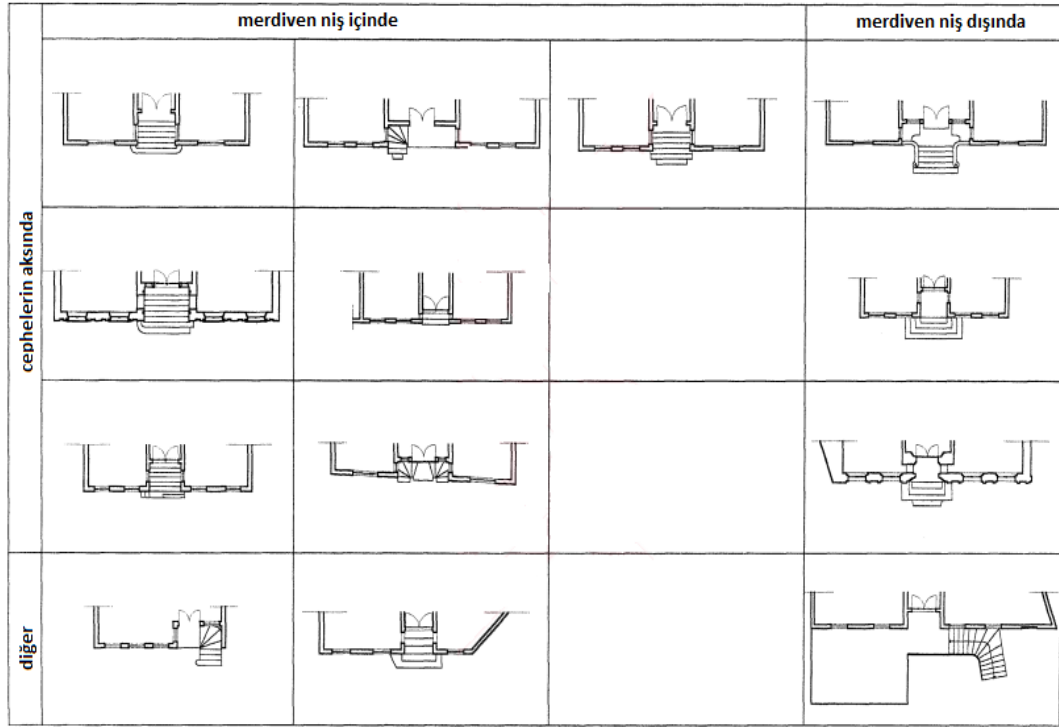 merdiven niş içinde
merdiven niş dışında
cephelerin aksında
diğer